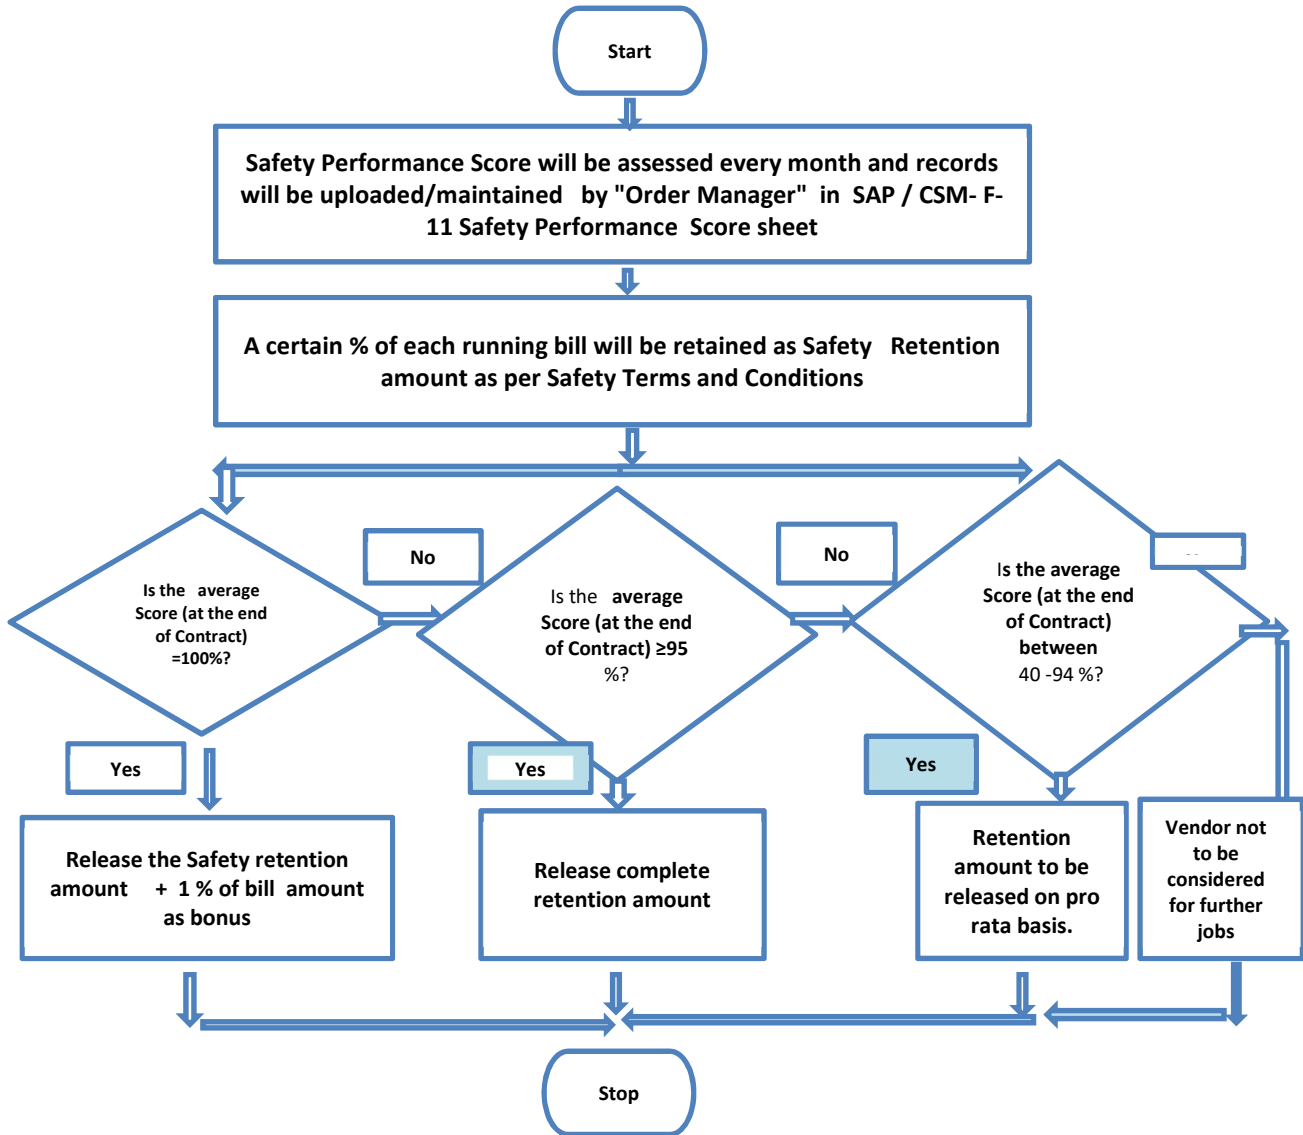 Start
Safety Performance Score will be assessed every month and records
will be uploaded/maintained by "Order Manager" in SAP / CSM- F-
11 Safety Performance Score sheet
A certain % of each running bill will be retained as Safety Retention
amount as per Safety Terms and Conditions
Is the average
Score (at the end
of Contract)
=100%?
No
Is the average
Score (at the end
of Contract) ≥95
%?
No
Is the average
Score (at the end
of Contract)
between
40 -94 %?
Yes
Yes
Yes
Release the Safety retention
amount + 1 % of bill amount
as bonus
Release complete
retention amount
Retention
amount to be
released on pro
rata basis.
Vendor not
to be
considered
for further
jobs
Stop